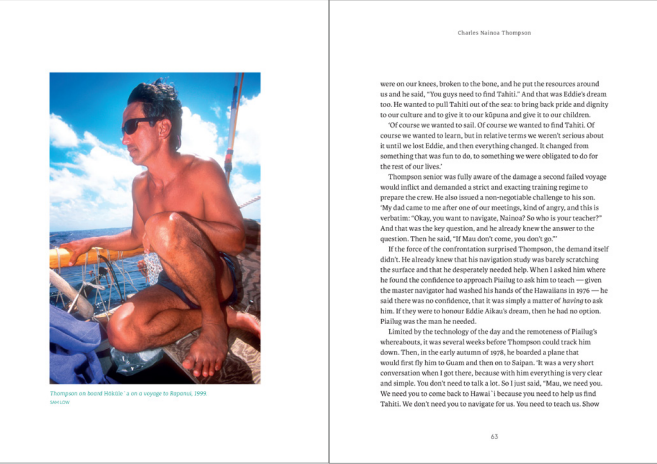 Thompson on board Hōkūleʻa on a voyage to Rapanui, 1999.
SAM LOW
Charles Nainoa Thompson
were on our knees, broken to the bone, and he put the resources around
us and he said, “You guys need to find Tahiti.” And that was Eddie’s dream
too. He wanted to pull Tahiti out of the sea: to bring back pride and dignity
to our culture and to give it to our kūpuna and give it to our children.
‘Of course we wanted to sail. Of course we wanted to find Tahiti. Of
course we wanted to learn, but in relative terms we weren’t serious about
it until we lost Eddie, and then everything changed. It changed from
something that was fun to do, to something we were obligated to do for
the rest of our lives.’
Thompson senior was fully aware of the damage a second failed voyage
would inflict and demanded a strict and exacting training regime to
prepare the crew. He also issued a non-negotiable challenge to his son.
‘My dad came to me after one of our meetings, kind of angry, and this is
verbatim: “Okay, you want to navigate, Nainoa? So who is your teacher?”
And that was the key question, and he already knew the answer to the
question. Then he said, “If Mau don’t come, you don’t go.”’
If the force of the confrontation surprised Thompson, the demand itself
didn’t. He already knew that his navigation study was barely scratching
the surface and that he desperately needed help. When I asked him where
he found the confidence to approach Piailug to ask him to teach — given
the master navigator had washed his hands of the Hawaiians in 1976 — he
said there was no confidence, that it was simply a matter of having to ask
him. If they were to honour Eddie Aikau’s dream, then he had no option.
Piailug was the man he needed.
Limited by the technology of the day and the remoteness of Piailug’s
whereabouts, it was several weeks before Thompson could track him
down. Then, in the early autumn of 1978, he boarded a plane that
would first fly him to Guam and then on to Saipan. ‘It was a very short
conversation when I got there, because with him everything is very clear
and simple. You don’t need to talk a lot. So I just said, “Mau, we need you.
We need you to come back to Hawaiʻi because you need to help us find
Tahiti. We don’t need you to navigate for us. You need to teach us. Show
63